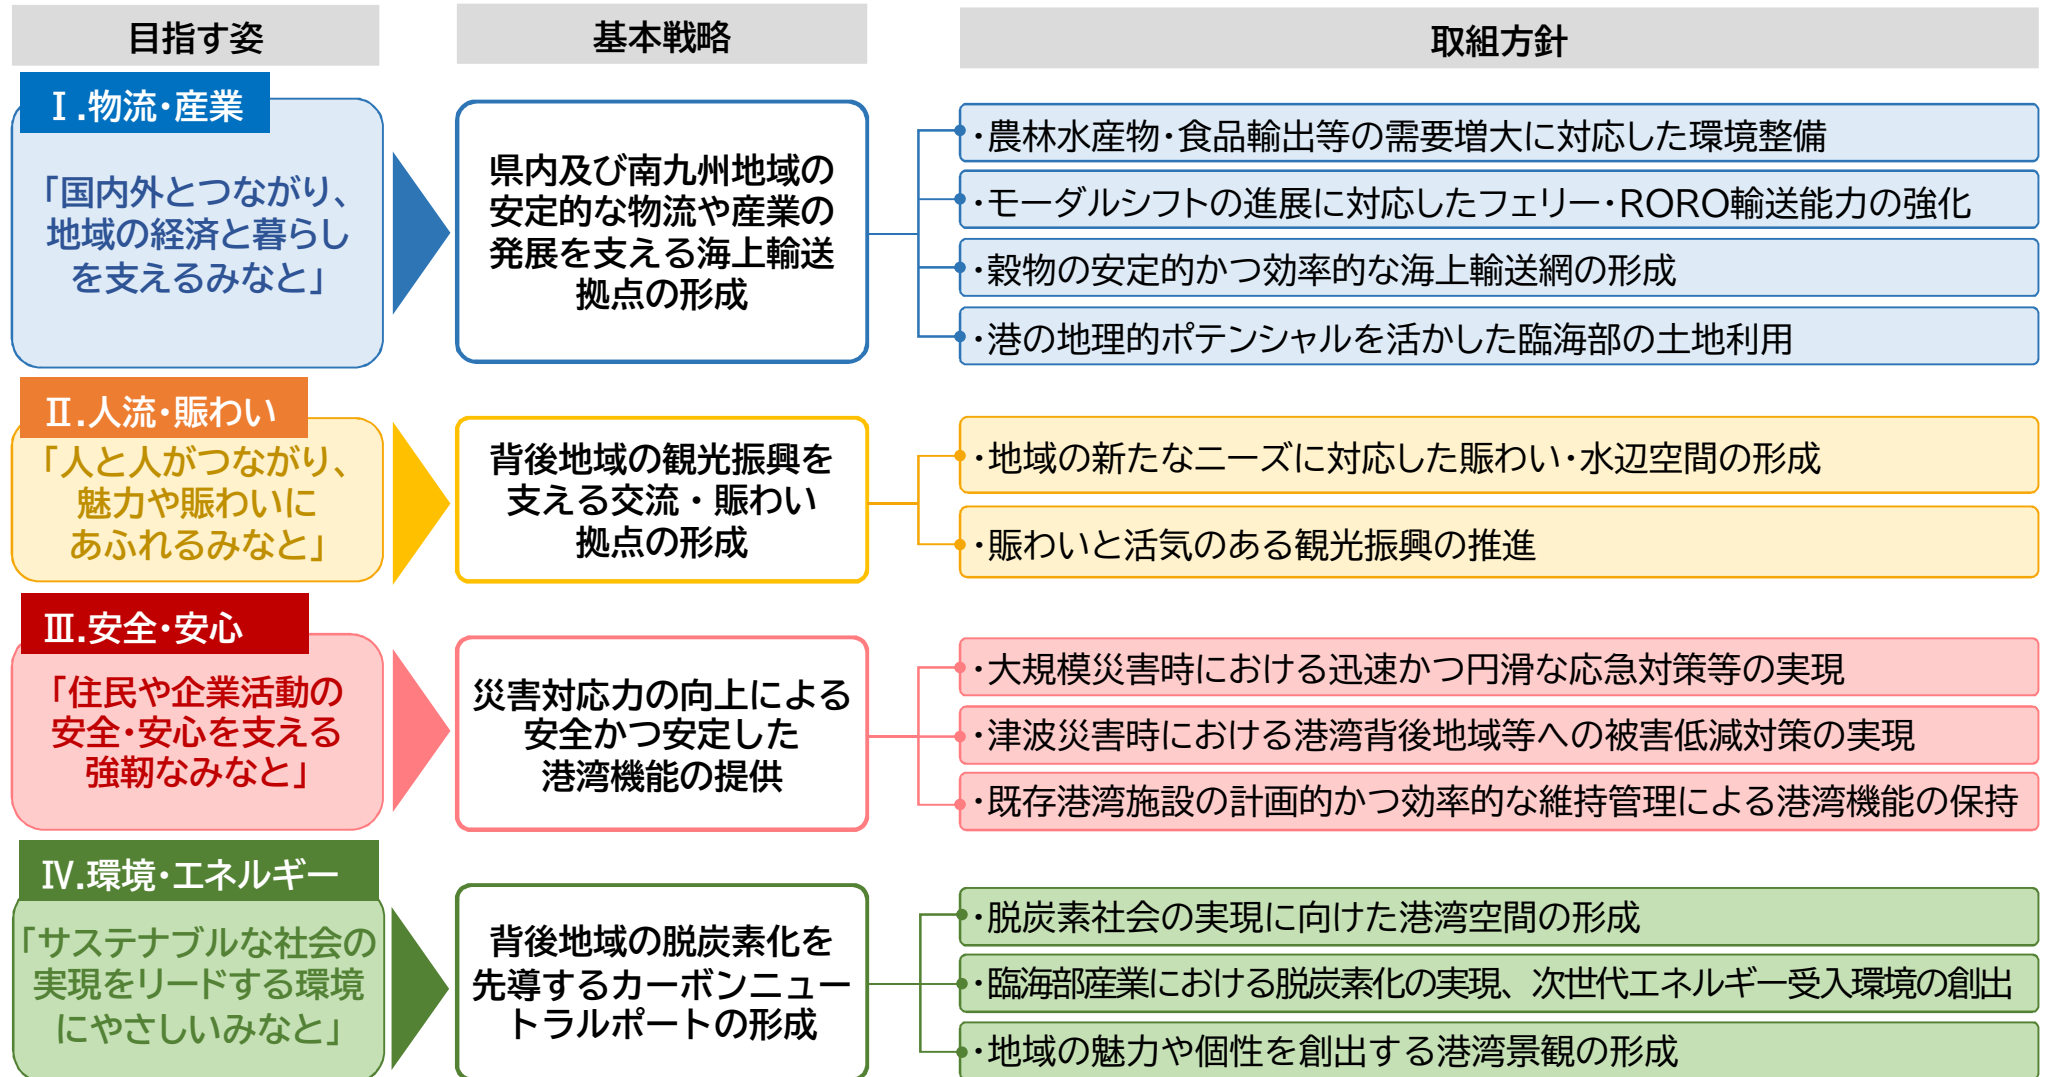 目指す姿
基本戦略
取組方針
Ⅰ.物流・産業
「国内外とつながり、
地域の経済と暮らし
を支えるみなと」
県内及び南九州地域の
安定的な物流や産業の
発展を支える海上輸送
拠点の形成
・農林水産物・食品輸出等の需要増大に対応した環境整備
・モーダルシフトの進展に対応したフェリー・RORO輸送能力の強化
・穀物の安定的かつ効率的な海上輸送網の形成
・港の地理的ポテンシャルを活かした臨海部の土地利用
Ⅱ.人流・賑わい
「人と人がつながり、
魅力や賑わいに
あふれるみなと」
背後地域の観光振興を
支える交流・賑わい
拠点の形成
・地域の新たなニーズに対応した賑わい・水辺空間の形成
・賑わいと活気のある観光振興の推進
Ⅲ.安全・安心
「住民や企業活動の
安全・安心を支える
強靭なみなと」
災害対応力の向上による
安全かつ安定した
港湾機能の提供
・大規模災害時における迅速かつ円滑な応急対策等の実現
・津波災害時における港湾背後地域等への被害低減対策の実現
・既存港湾施設の計画的かつ効率的な維持管理による港湾機能の保持
Ⅳ.環境・エネルギー
「サステナブルな社会の
実現をリードする環境
にやさしいみなと」
背後地域の脱炭素化を
先導するカーボンニュー
トラルポートの形成
・脱炭素社会の実現に向けた港湾空間の形成
・臨海部産業における脱炭素化の実現、次世代エネルギー受入環境の創出
・地域の魅力や個性を創出する港湾景観の形成